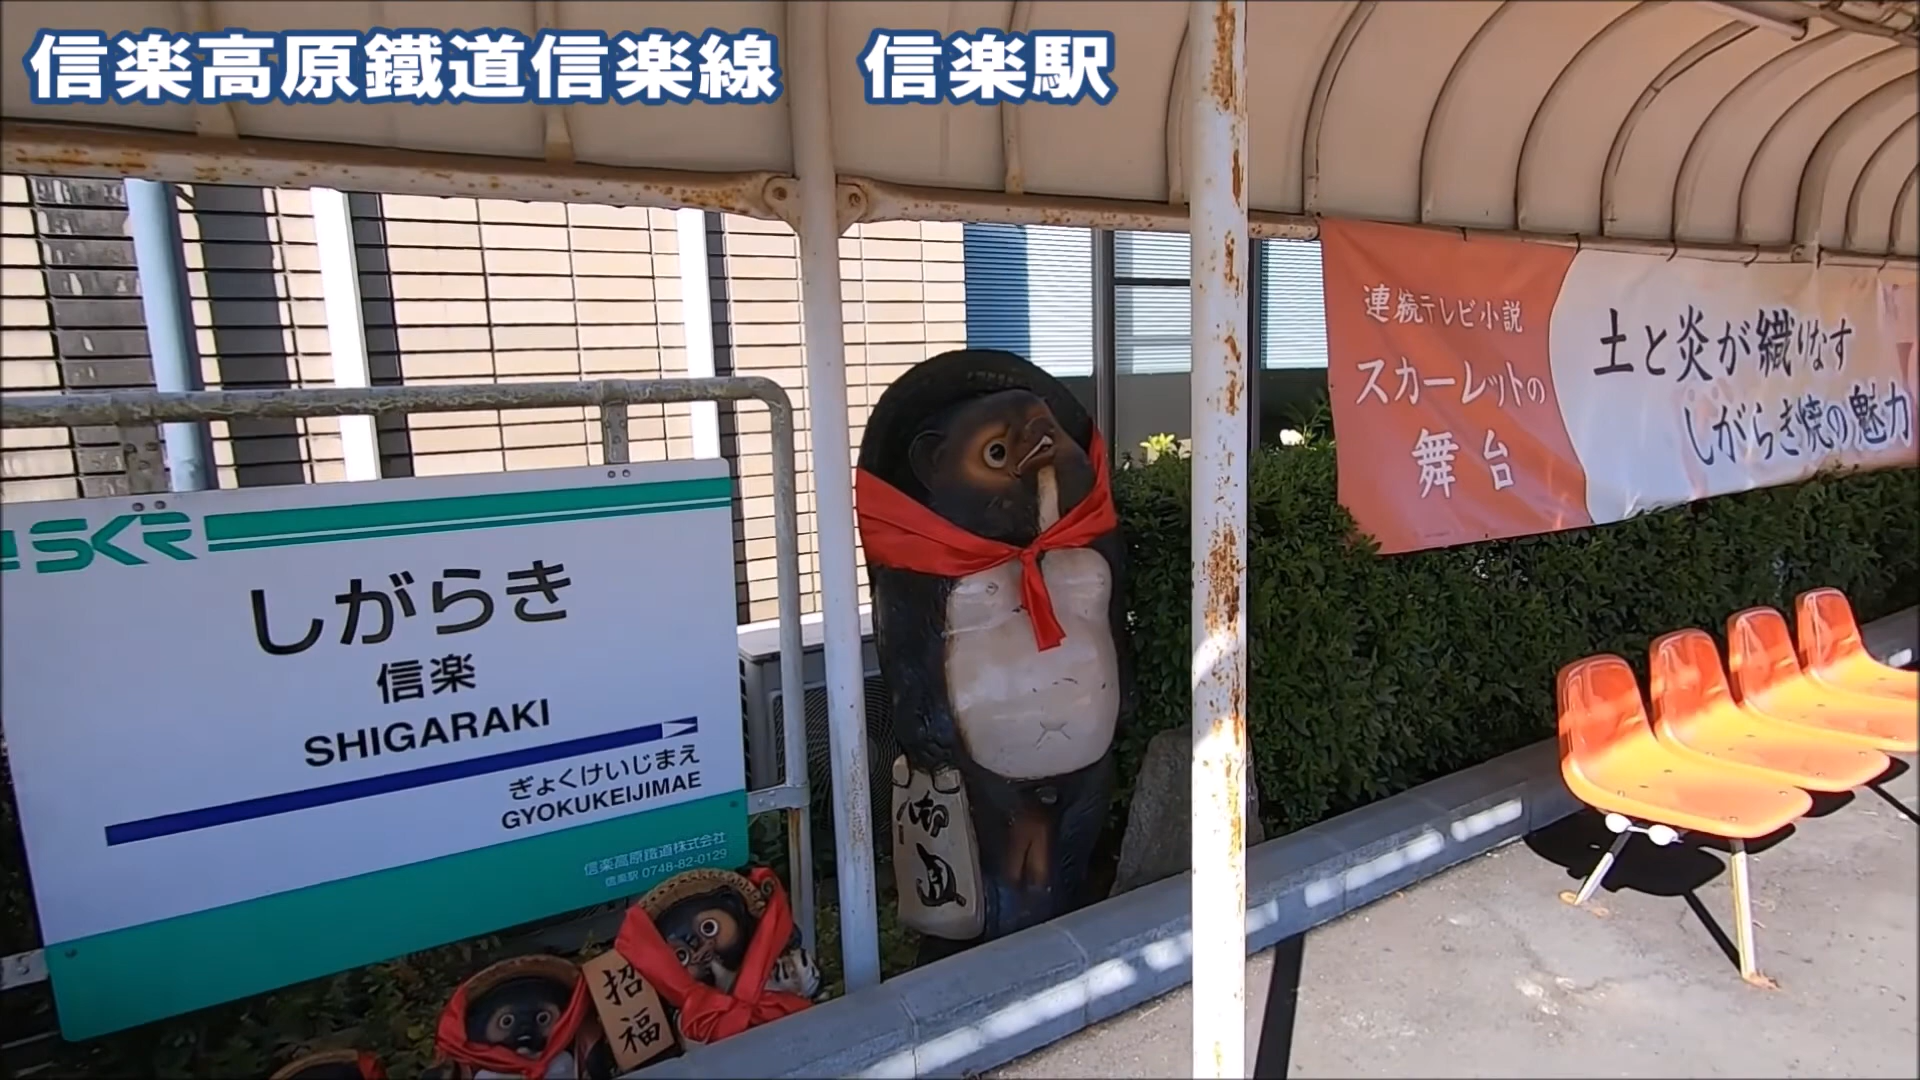 信楽高原鐵道信楽線　信楽駅
SKR
しがらき
信楽
SHIGARAKI
ぎょくけいじまえ
GYOKUKEIJIMAE
信楽高原鐵道株式会社
信楽駅 0748-82-0129
招福
連続テレビ小説
スカーレットの
舞台
土と炎が織りなす
しがらき焼の魅力